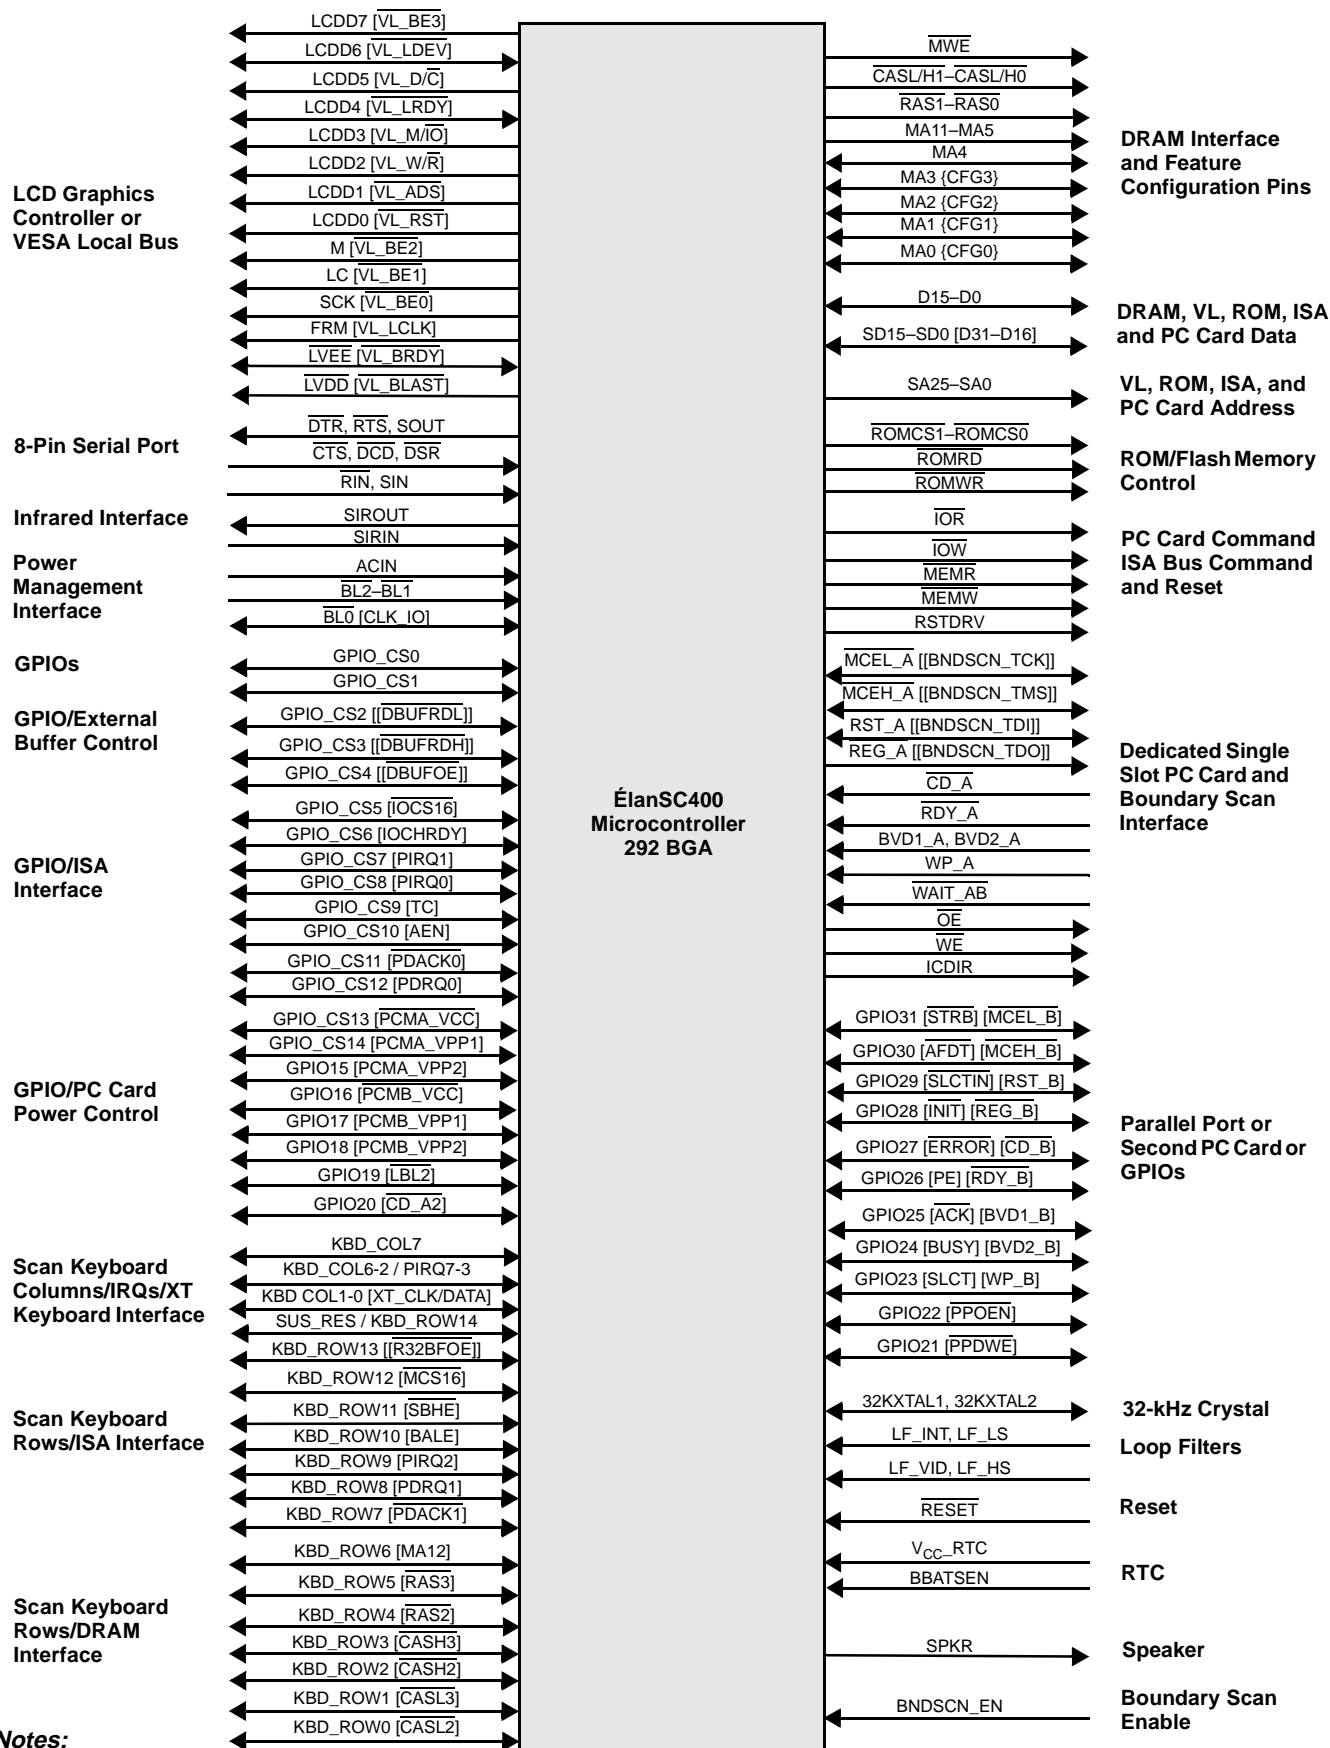 LCDD7 [VL_BE3]
LCDD6 [VL_LDEV]
LCDD5 [VL_D/C]
LCDD4 [VL_LRDY]
LCDD3 [VL_M/IO]
LCDD2 [VL_W/R]
LCDD1 [VL_ADS]
LCDD0 [VL_RST]
M [VL_BE2]
LC [VL_BE1]
SCK [VL_BE0]
FRM [VL_LCLK]
LVEE [VL_BRDY]
LVDD [VL_BLAST]
LCD Graphics
Controller or
VESA Local Bus
DTR, RTS, SOUT
CTS, DCD, DSR
RIN, SIN
8-Pin Serial Port
SIROUT
SIRIN
Infrared Interface
ACIN
BL2–BL1
BL0 [CLK_IO]
Power
Management
Interface
GPIO_CS0
GPIO_CS1
GPIOs
GPIO_CS2 [[DBUFRDL]]
GPIO_CS3 [[DBUFRDH]]
GPIO_CS4 [[DBUFOE]]
GPIO/External
Buffer Control
GPIO_CS5 [IOCS16]
GPIO_CS6 [IOCHRDY]
GPIO_CS7 [PIRQ1]
GPIO_CS8 [PIRQ0]
GPIO_CS9 [TC]
GPIO_CS10 [AEN]
GPIO_CS11 [PDACK0]
GPIO_CS12 [PDRQ0]
GPIO/ISA
Interface
GPIO_CS13 [PCMA_VCC]
GPIO_CS14 [PCMA_VPP1]
GPIO15 [PCMA_VPP2]
GPIO16 [PCMB_VCC]
GPIO17 [PCMB_VPP1]
GPIO18 [PCMB_VPP2]
GPIO19 [LBL2]
GPIO20 [CD_A2]
GPIO/PC Card
Power Control
KBD_COL7
KBD_COL6-2 / PIRQ7-3
KBD COL1-0 [XT_CLK/DATA]
SUS_RES / KBD_ROW14
KBD_ROW13 [[R32BFOE]]
Scan Keyboard
Columns/IRQs/XT
Keyboard Interface
KBD_ROW12 [MCS16]
KBD_ROW11 [SBHE]
KBD_ROW10 [BALE]
KBD_ROW9 [PIRQ2]
KBD_ROW8 [PDRQ1]
KBD_ROW7 [PDACK1]
Scan Keyboard
Rows/ISA Interface
KBD_ROW6 [MA12]
KBD_ROW5 [RAS3]
KBD_ROW4 [RAS2]
KBD_ROW3 [CASH3]
KBD_ROW2 [CASH2]
KBD_ROW1 [CASL3]
KBD_ROW0 [CASL2]
Scan Keyboard
Rows/DRAM
Interface
Notes:
ÉlanSC400
Microcontroller
292 BGA
MWE
CASL/H1–CASL/H0
RAS1–RAS0
MA11–MA5
MA4
MA3 {CFG3}
MA2 {CFG2}
MA1 {CFG1}
MA0 {CFG0}
DRAM Interface
and Feature
Configuration Pins
D15–D0
SD15–SD0 [D31–D16]
DRAM, VL, ROM, ISA
and PC Card Data
SA25–SA0
VL, ROM, ISA, and
PC Card Address
ROMCS1–ROMCS0
ROMRD
ROMWR
ROM/Flash Memory
Control
IOR
IOW
MEMR
MEMW
RSTDRV
PC Card Command
ISA Bus Command
and Reset
MCEL_A [[BNDSCN_TCK]]
MCEH_A [[BNDSCN_TMS]]
RST_A [[BNDSCN_TDI]]
REG_A [[BNDSCN_TDO]]
CD_A
RDY_A
BVD1_A, BVD2_A
WP_A
WAIT_AB
OE
WE
ICDIR
Dedicated Single
Slot PC Card and
Boundary Scan
Interface
GPIO31 [STRB] [MCEL_B]
GPIO30 [AFDT] [MCEH_B]
GPIO29 [SLCTIN] [RST_B]
GPIO28 [INIT] [REG_B]
GPIO27 [ERROR] [CD_B]
GPIO26 [PE] [RDY_B]
GPIO25 [ACK] [BVD1_B]
GPIO24 [BUSY] [BVD2_B]
GPIO23 [SLCT] [WP_B]
GPIO22 [PPOEN]
GPIO21 [PPDWE]
Parallel Port or
Second PC Card or
GPIOs
32KXTAL1, 32KXTAL2
32-kHz Crystal
LF_INT, LF_LS
LF_VID, LF_HS
Loop Filters
RESET
Reset
VCC_RTC
BBATSEN
RTC
SPKR
Speaker
BNDSCN_EN
Boundary Scan
Enable